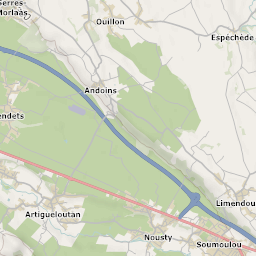 Serres-
Morlaàs
Ouillon
Espéchède
Andoins
endets
Limendou
Artigueloutan
Nousty
Soumoulou